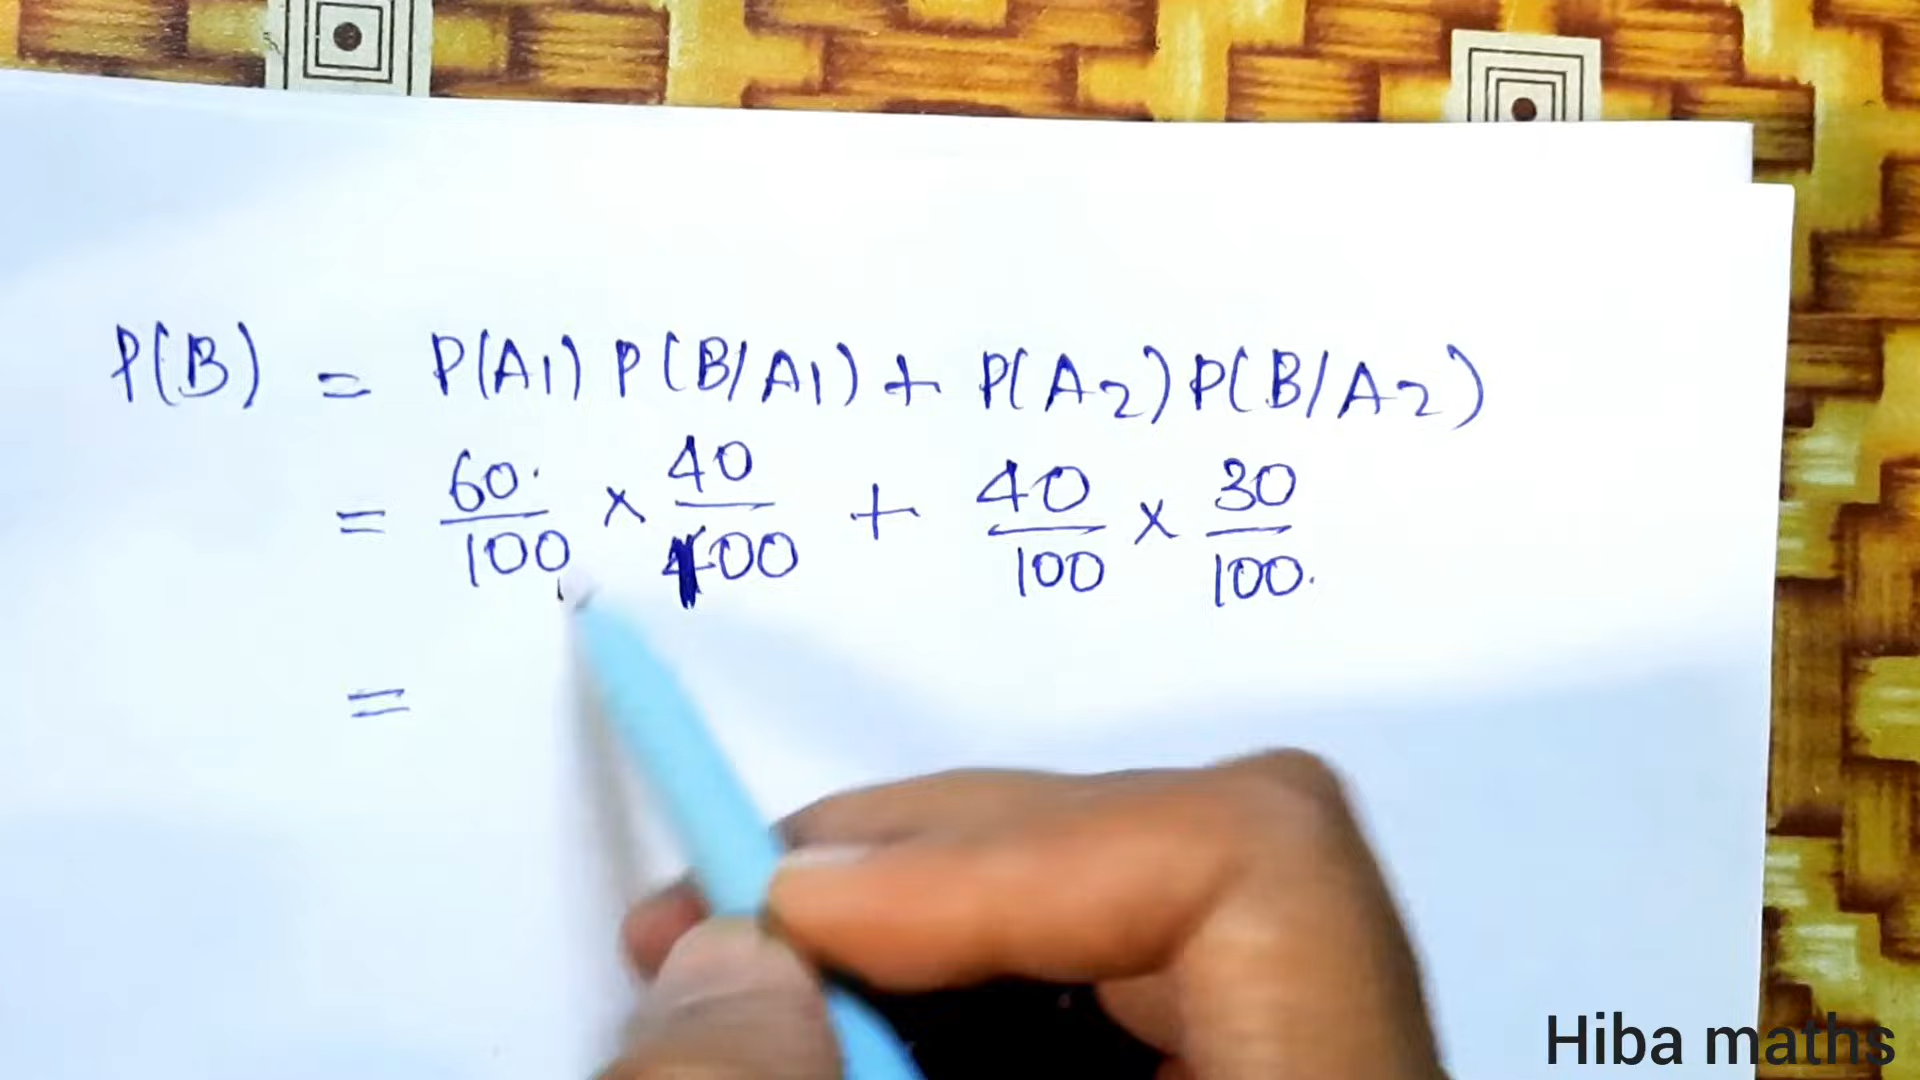 P(B) = P(A1) P(B/A1) + P(A2) P(B/A2)
= 60/100 × 40/100 + 40/100 × 30/100
=
Hiba maths